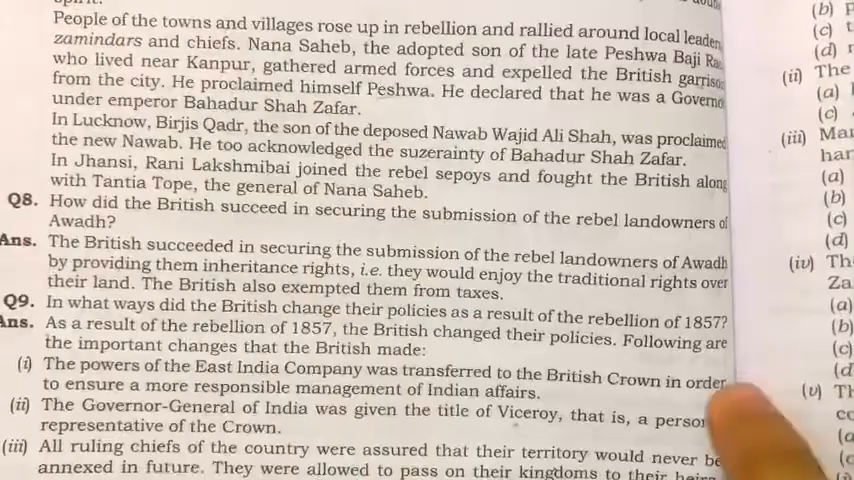 People of the towns and villages rose up in rebellion and rallied around local
zamindars and chiefs. Nana Saheb, the adopted son of the late Peshwa Baji
who lived near Kanpur, gathered armed forces and expelled the British
from the city. He proclaimed himself Peshwa. He declared that he was a
under emperor Bahadur Shah Zafar.
In Lucknow, Birjis Qadr, the son of the deposed Nawab Wajid Ali Shah, was proclaimed
the new Nawab. He too acknowledged the suzerainty of Bahadur Shah Zafar.
In Jhansi, Rani Lakshmibai joined the rebel sepoys and fought the British along
with Tantia Tope, the general of Nana Saheb.
Q8. How did the British succeed in securing the submission of the rebel landowners of
Awadh?
Ans. The British succeeded in securing the submission of the rebel landowners of Awadh
by providing them inheritance rights, i.e. they would enjoy the traditional rights over
their land. The British also exempted them from taxes.
Q9. In what ways did the British change their policies as a result of the rebellion of 1857?
Ans. As a result of the rebellion of 1857, the British changed their policies. Following are
the important changes that the British made:
(i) The powers of the East India Company was transferred to the British Crown in order
to ensure a more responsible management of Indian affairs.
(ii) The Governor-General of India was given the title of Viceroy, that is, a
representative of the Crown.
(iii) All ruling chiefs of the country were assured that their territory would never be
annexed in future. They were allowed to pass on their kingdoms to their
(b)
(c)
(d)
(ii) The
(a)
(c)
(iii)
(a)
(b)
(c)
(d)
(iv)
(a)
(b)
(c)
(v)